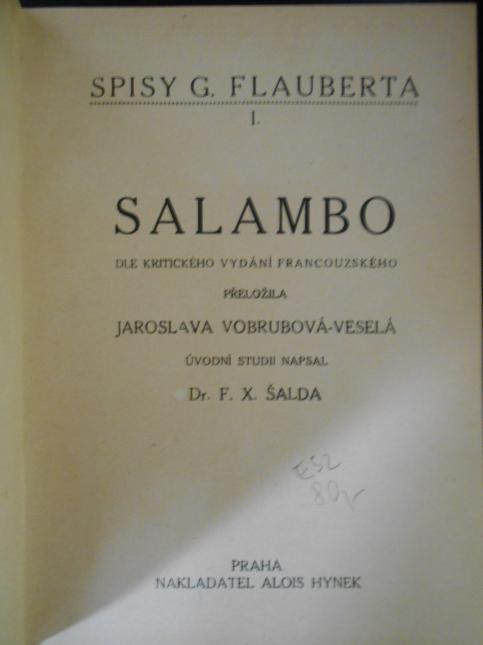 SPISY G. FLAUBERTA
I.
SALAMBO
DLE KRITICKÉHO VYDÁNÍ FRANCOUZSKÉHO
PŘELOŽILA
JAROSLAVA VOBRUBOVÁ-VESELÁ
ÚVODNÍ STUDII NAPSAL
Dr. F. X. ŠALDA
80,-
PRAHA
NAKLADATEL ALOIS HYNEK